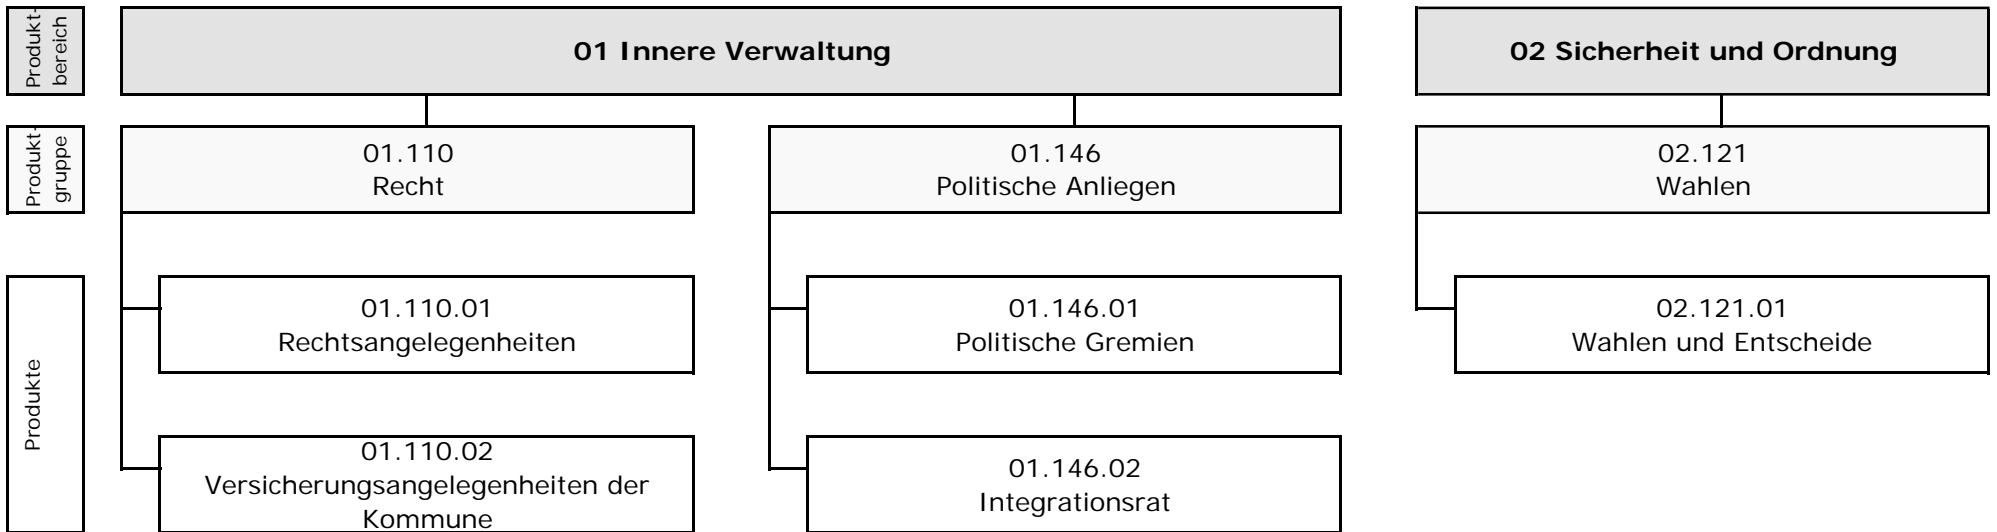 Produkt-
bereich
01 Innere Verwaltung
02 Sicherheit und Ordnung
Produkt-
gruppe
01.110
Recht
01.146
Politische Anliegen
02.121
Wahlen
Produkte
01.110.01
Rechtsangelegenheiten
01.146.01
Politische Gremien
02.121.01
Wahlen und Entscheide
01.110.02
Versicherungsangelegenheiten der
Kommune
01.146.02
Integrationsrat